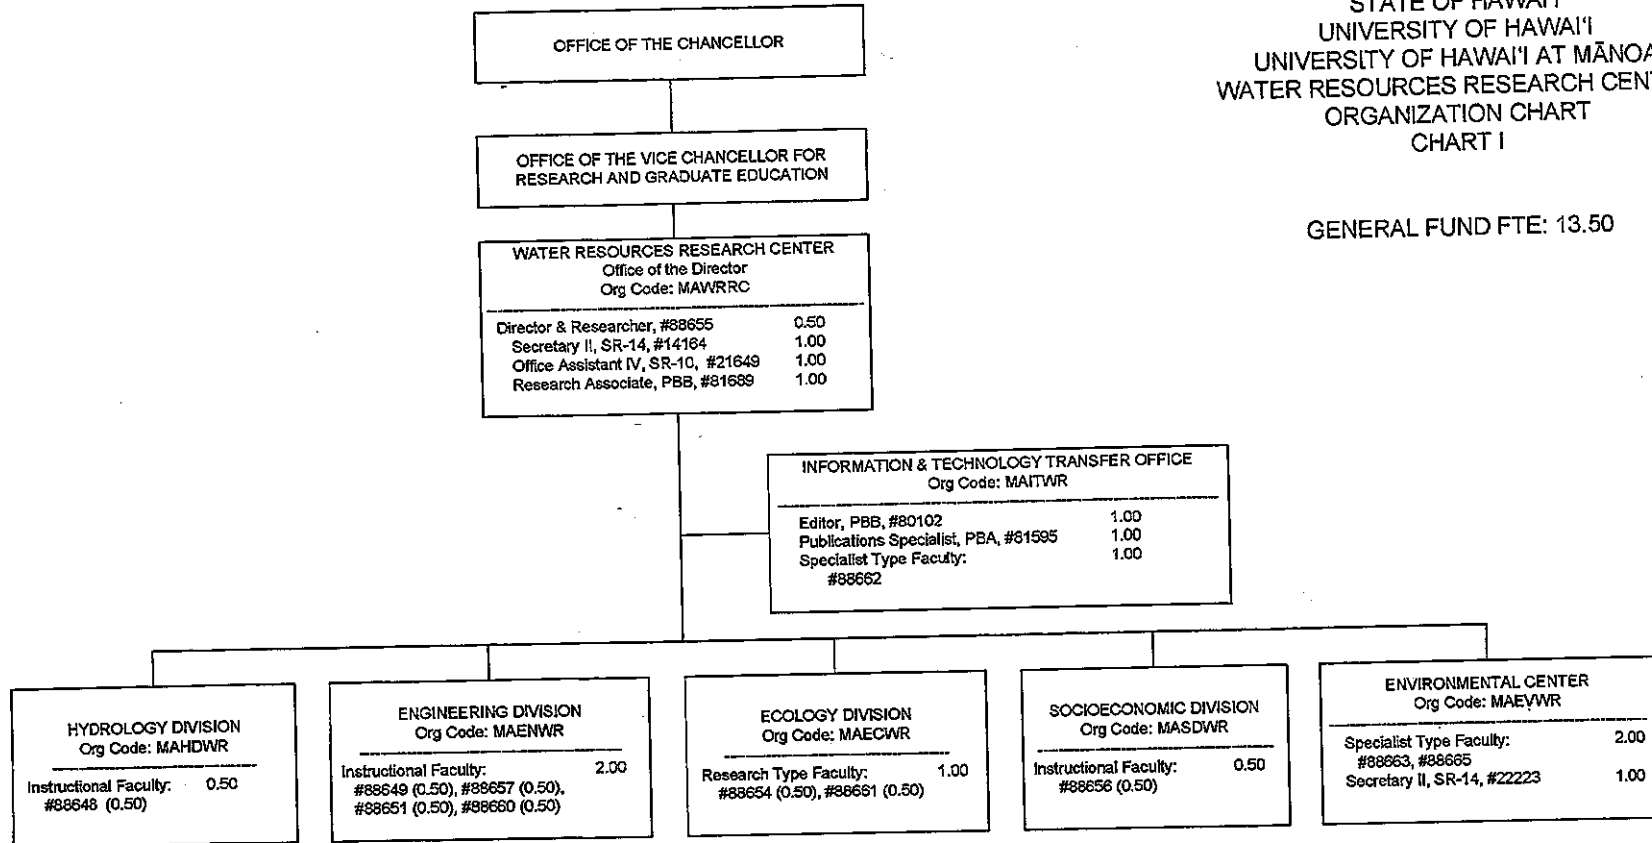 STATE OF HAWAI'I
UNIVERSITY OF HAWAI'I
UNIVERSITY OF HAWAI'I AT MĀNOA
WATER RESOURCES RESEARCH CENT
ORGANIZATION CHART
CHART I
GENERAL FUND FTE: 13.50
OFFICE OF THE CHANCELLOR
OFFICE OF THE VICE CHANCELLOR FOR
RESEARCH AND GRADUATE EDUCATION
WATER RESOURCES RESEARCH CENTER
Office of the Director
Org Code: MAWRRC
Director & Researcher, #88655 0.50
Secretary II, SR-14, #14164 1.00
Office Assistant IV, SR-10, #21649 1.00
Research Associate, PBB, #81689 1.00
INFORMATION & TECHNOLOGY TRANSFER OFFICE
Org Code: MAITWR
Editor, PBB, #80102 1.00
Publications Specialist, PBA, #81595 1.00
Specialist Type Faculty: 1.00
#88662
HYDROLOGY DIVISION
Org Code: MAHDWR
Instructional Faculty: 0.50
#88648 (0.50)
ENGINEERING DIVISION
Org Code: MAENWR
Instructional Faculty: 2.00
#88649 (0.50), #88657 (0.50),
#88651 (0.50), #88660 (0.50)
ECOLOGY DIVISION
Org Code: MAECWR
Research Type Faculty: 1.00
#88654 (0.50), #88661 (0.50)
SOCIOECONOMIC DIVISION
Org Code: MASDWR
Instructional Faculty: 0.50
#88656 (0.50)
ENVIRONMENTAL CENTER
Org Code: MAEVWR
Specialist Type Faculty: 2.00
#88663, #88665
Secretary II, SR-14, #22223 1.00